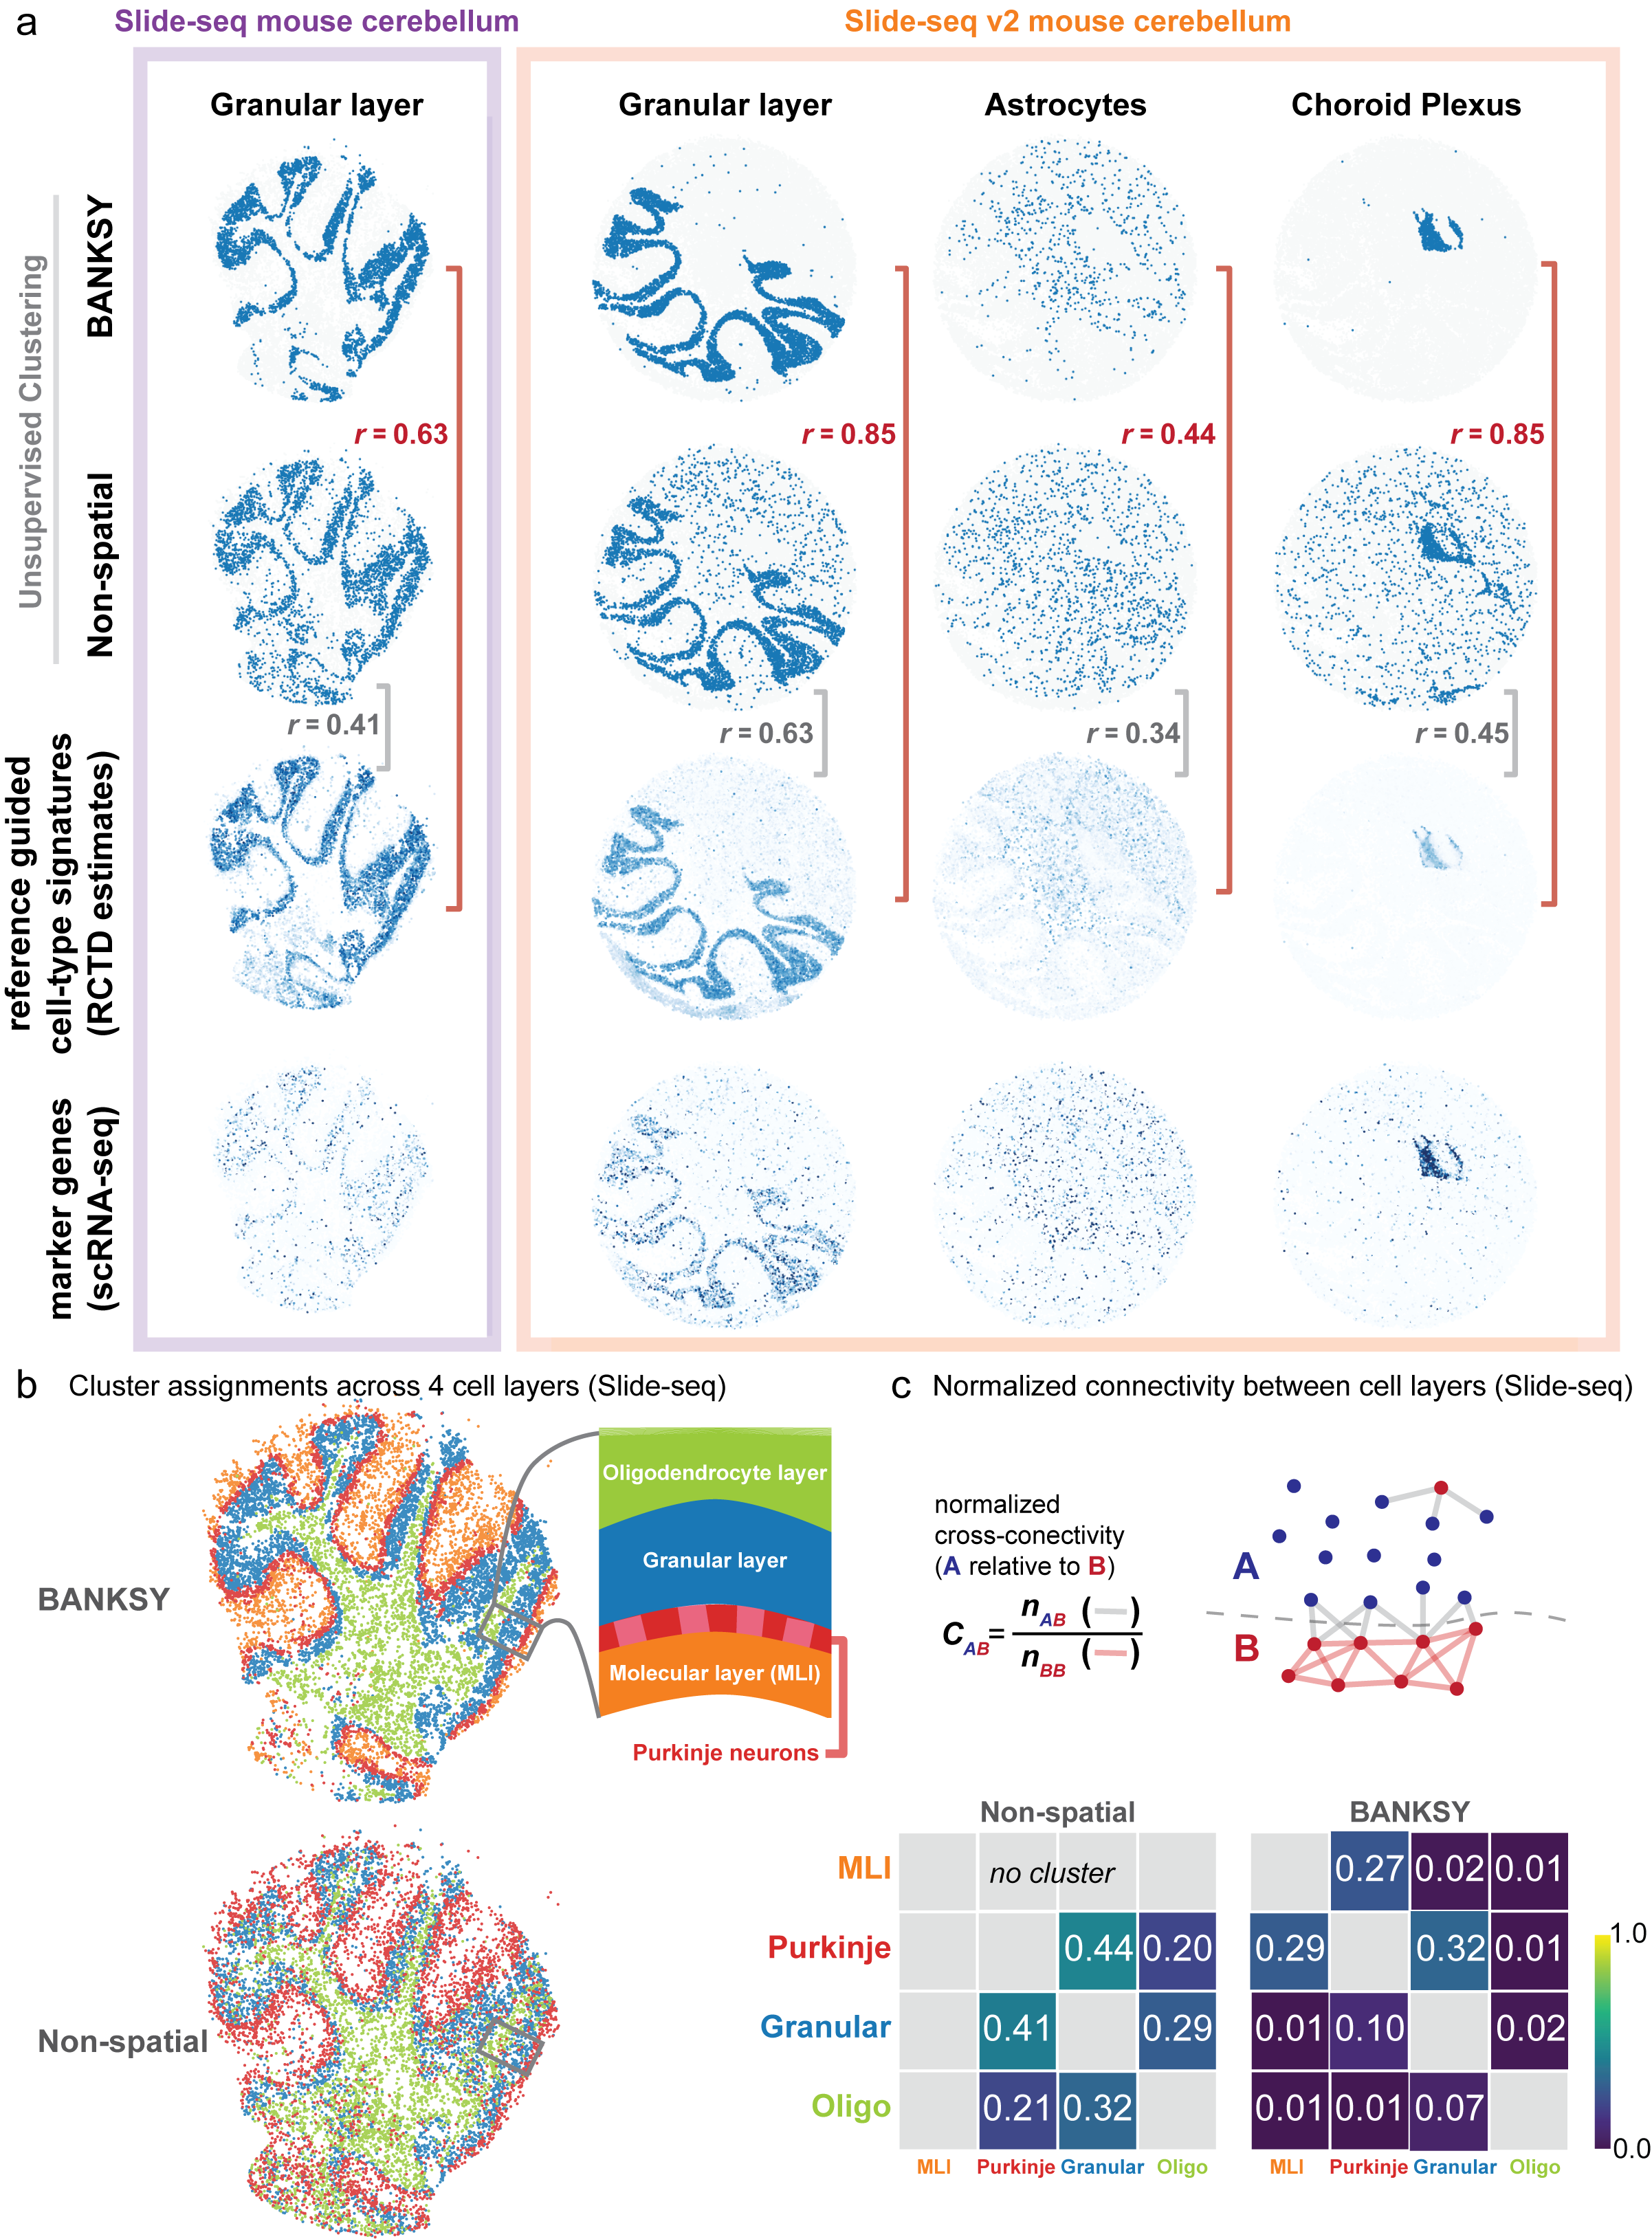 a
Slide-seq mouse cerebellum
Slide-seq v2 mouse cerebellum
Granular layer
Granular layer
Astrocytes
Choroid Plexus
Unsupervised Clustering
BANKSY
Non-spatial
r = 0.63
r = 0.85
r = 0.44
r = 0.85
r = 0.41
r = 0.63
r = 0.34
r = 0.45
reference guided
cell-type signatures
(RCTD estimates)
marker genes
(scRNA-seq)
b
Cluster assignments across 4 cell layers (Slide-seq)
BANKSY
Oligodendrocyte layer
Granular layer
Molecular layer (MLI)
Purkinje neurons
Non-spatial
c
Normalized connectivity between cell layers (Slide-seq)
normalized
cross-conectivity
(A relative to B)
CAB = nAB ( )
nBB ( )
A
B
Non-spatial
BANKSY
MLI
no cluster
0.27 0.02 0.01
Purkinje
0.44 0.20
0.29 0.32 0.01
Granular
0.41 0.29
0.01 0.10 0.02
Oligo
0.21 0.32
0.01 0.01 0.07
MLI Purkinje Granular Oligo
MLI Purkinje Granular Oligo
1.0
0.0